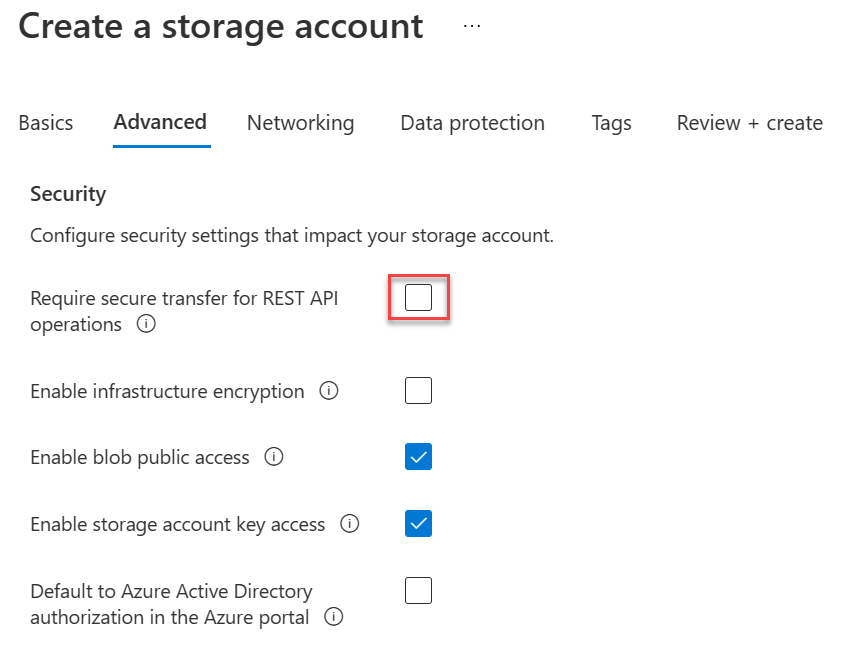 Create a storage account ...
Basics Advanced Networking Data protection Tags Review + create
Security
Configure security settings that impact your storage account.
Require secure transfer for REST API
operations
Enable infrastructure encryption
Enable blob public access
Enable storage account key access
Default to Azure Active Directory
authorization in the Azure portal